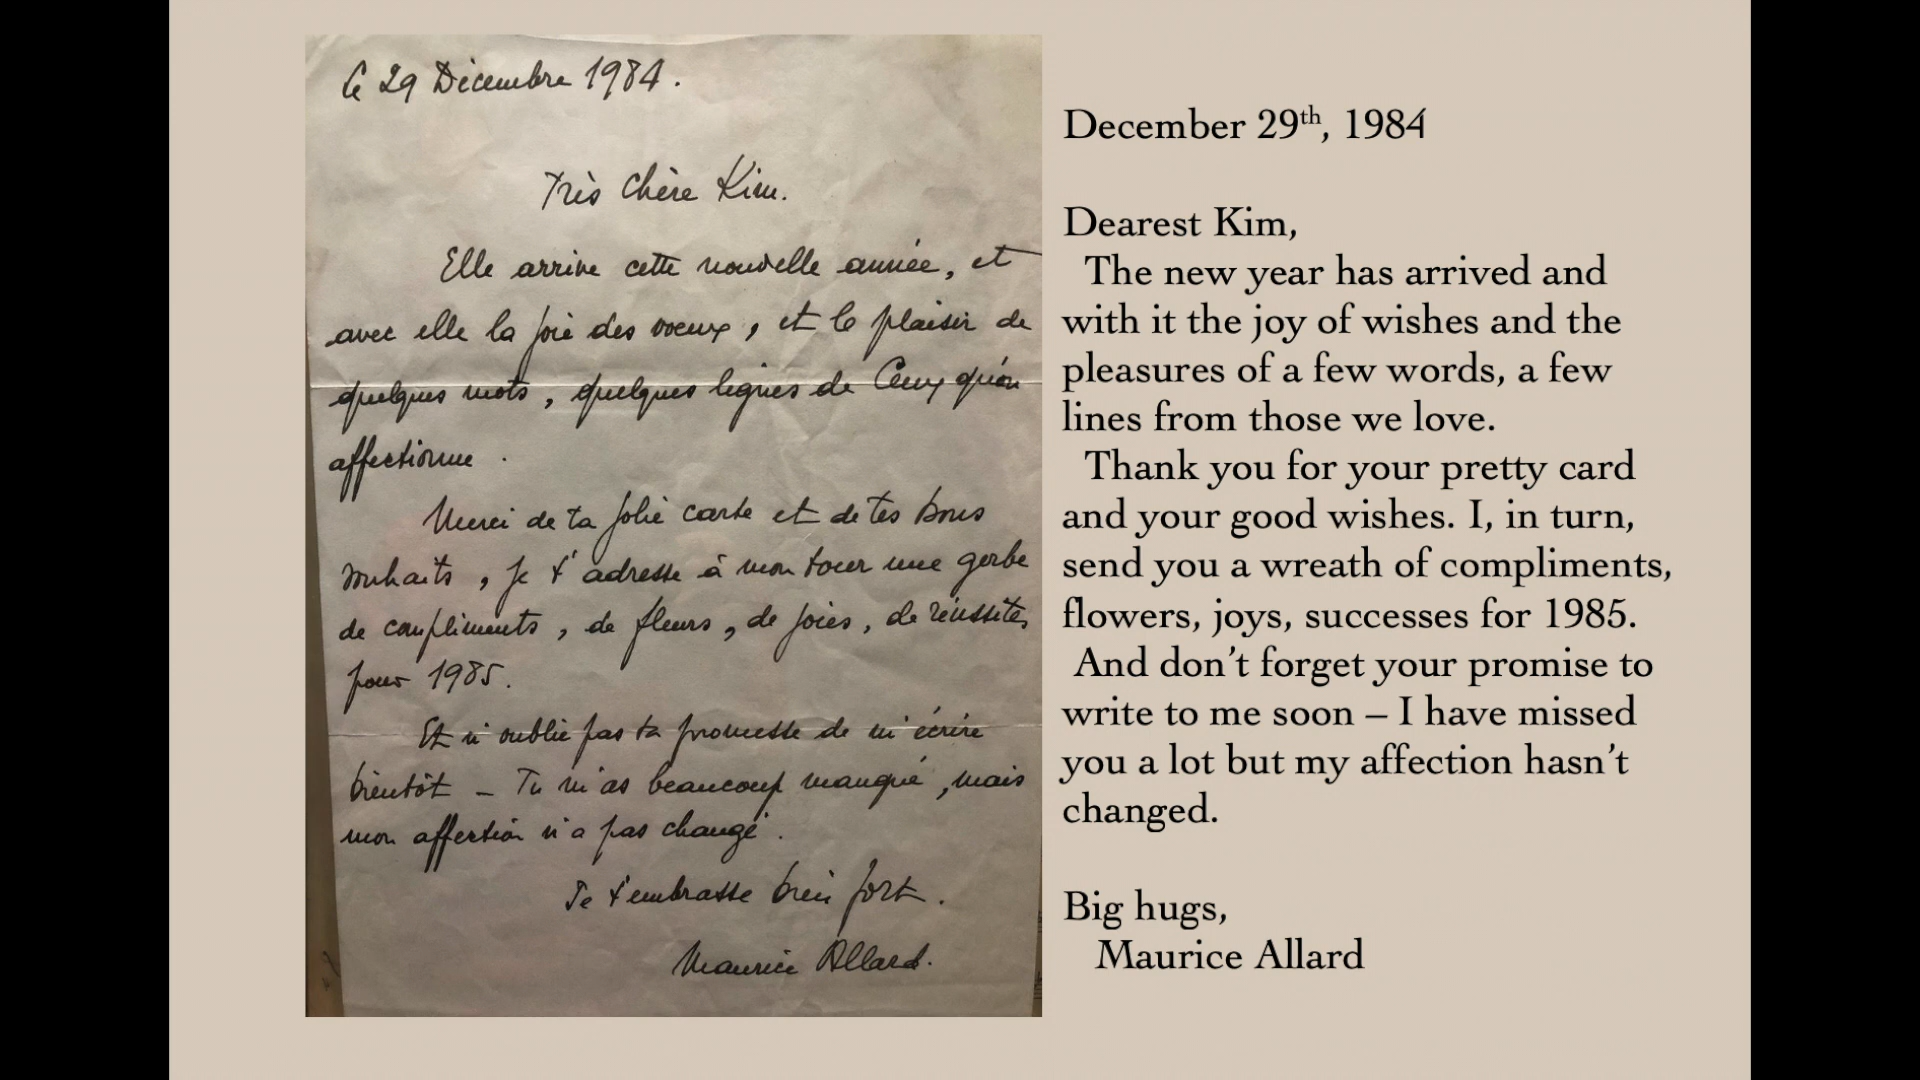 le 29 Décembre 1984.
Très Chère Kim.
Elle arrive cette nouvelle année, et
avec elle la joie des voeux, et le plaisir de
quelques mots, quelques lignes de Ceux qu'on
affectionne.
Merci de ta jolie carte et de tes bons
souhaits, je t'adresse à mon tour une gerbe
de compliments, de fleurs, de joies, de réussites,
pour 1985.
Et n'oublie pas ta promesse de m'écrire
bientôt - Tu m'as beaucoup manqué, mais
mon affection n'a pas changé.
Je t'embrasse bien fort.
Maurice Allard.
December 29th, 1984
Dearest Kim,
The new year has arrived and
with it the joy of wishes and the
pleasures of a few words, a few
lines from those we love.
Thank you for your pretty card
and your good wishes. I, in turn,
send you a wreath of compliments,
flowers, joys, successes for 1985.
And don't forget your promise to
write to me soon – I have missed
you a lot but my affection hasn't
changed.
Big hugs,
Maurice Allard